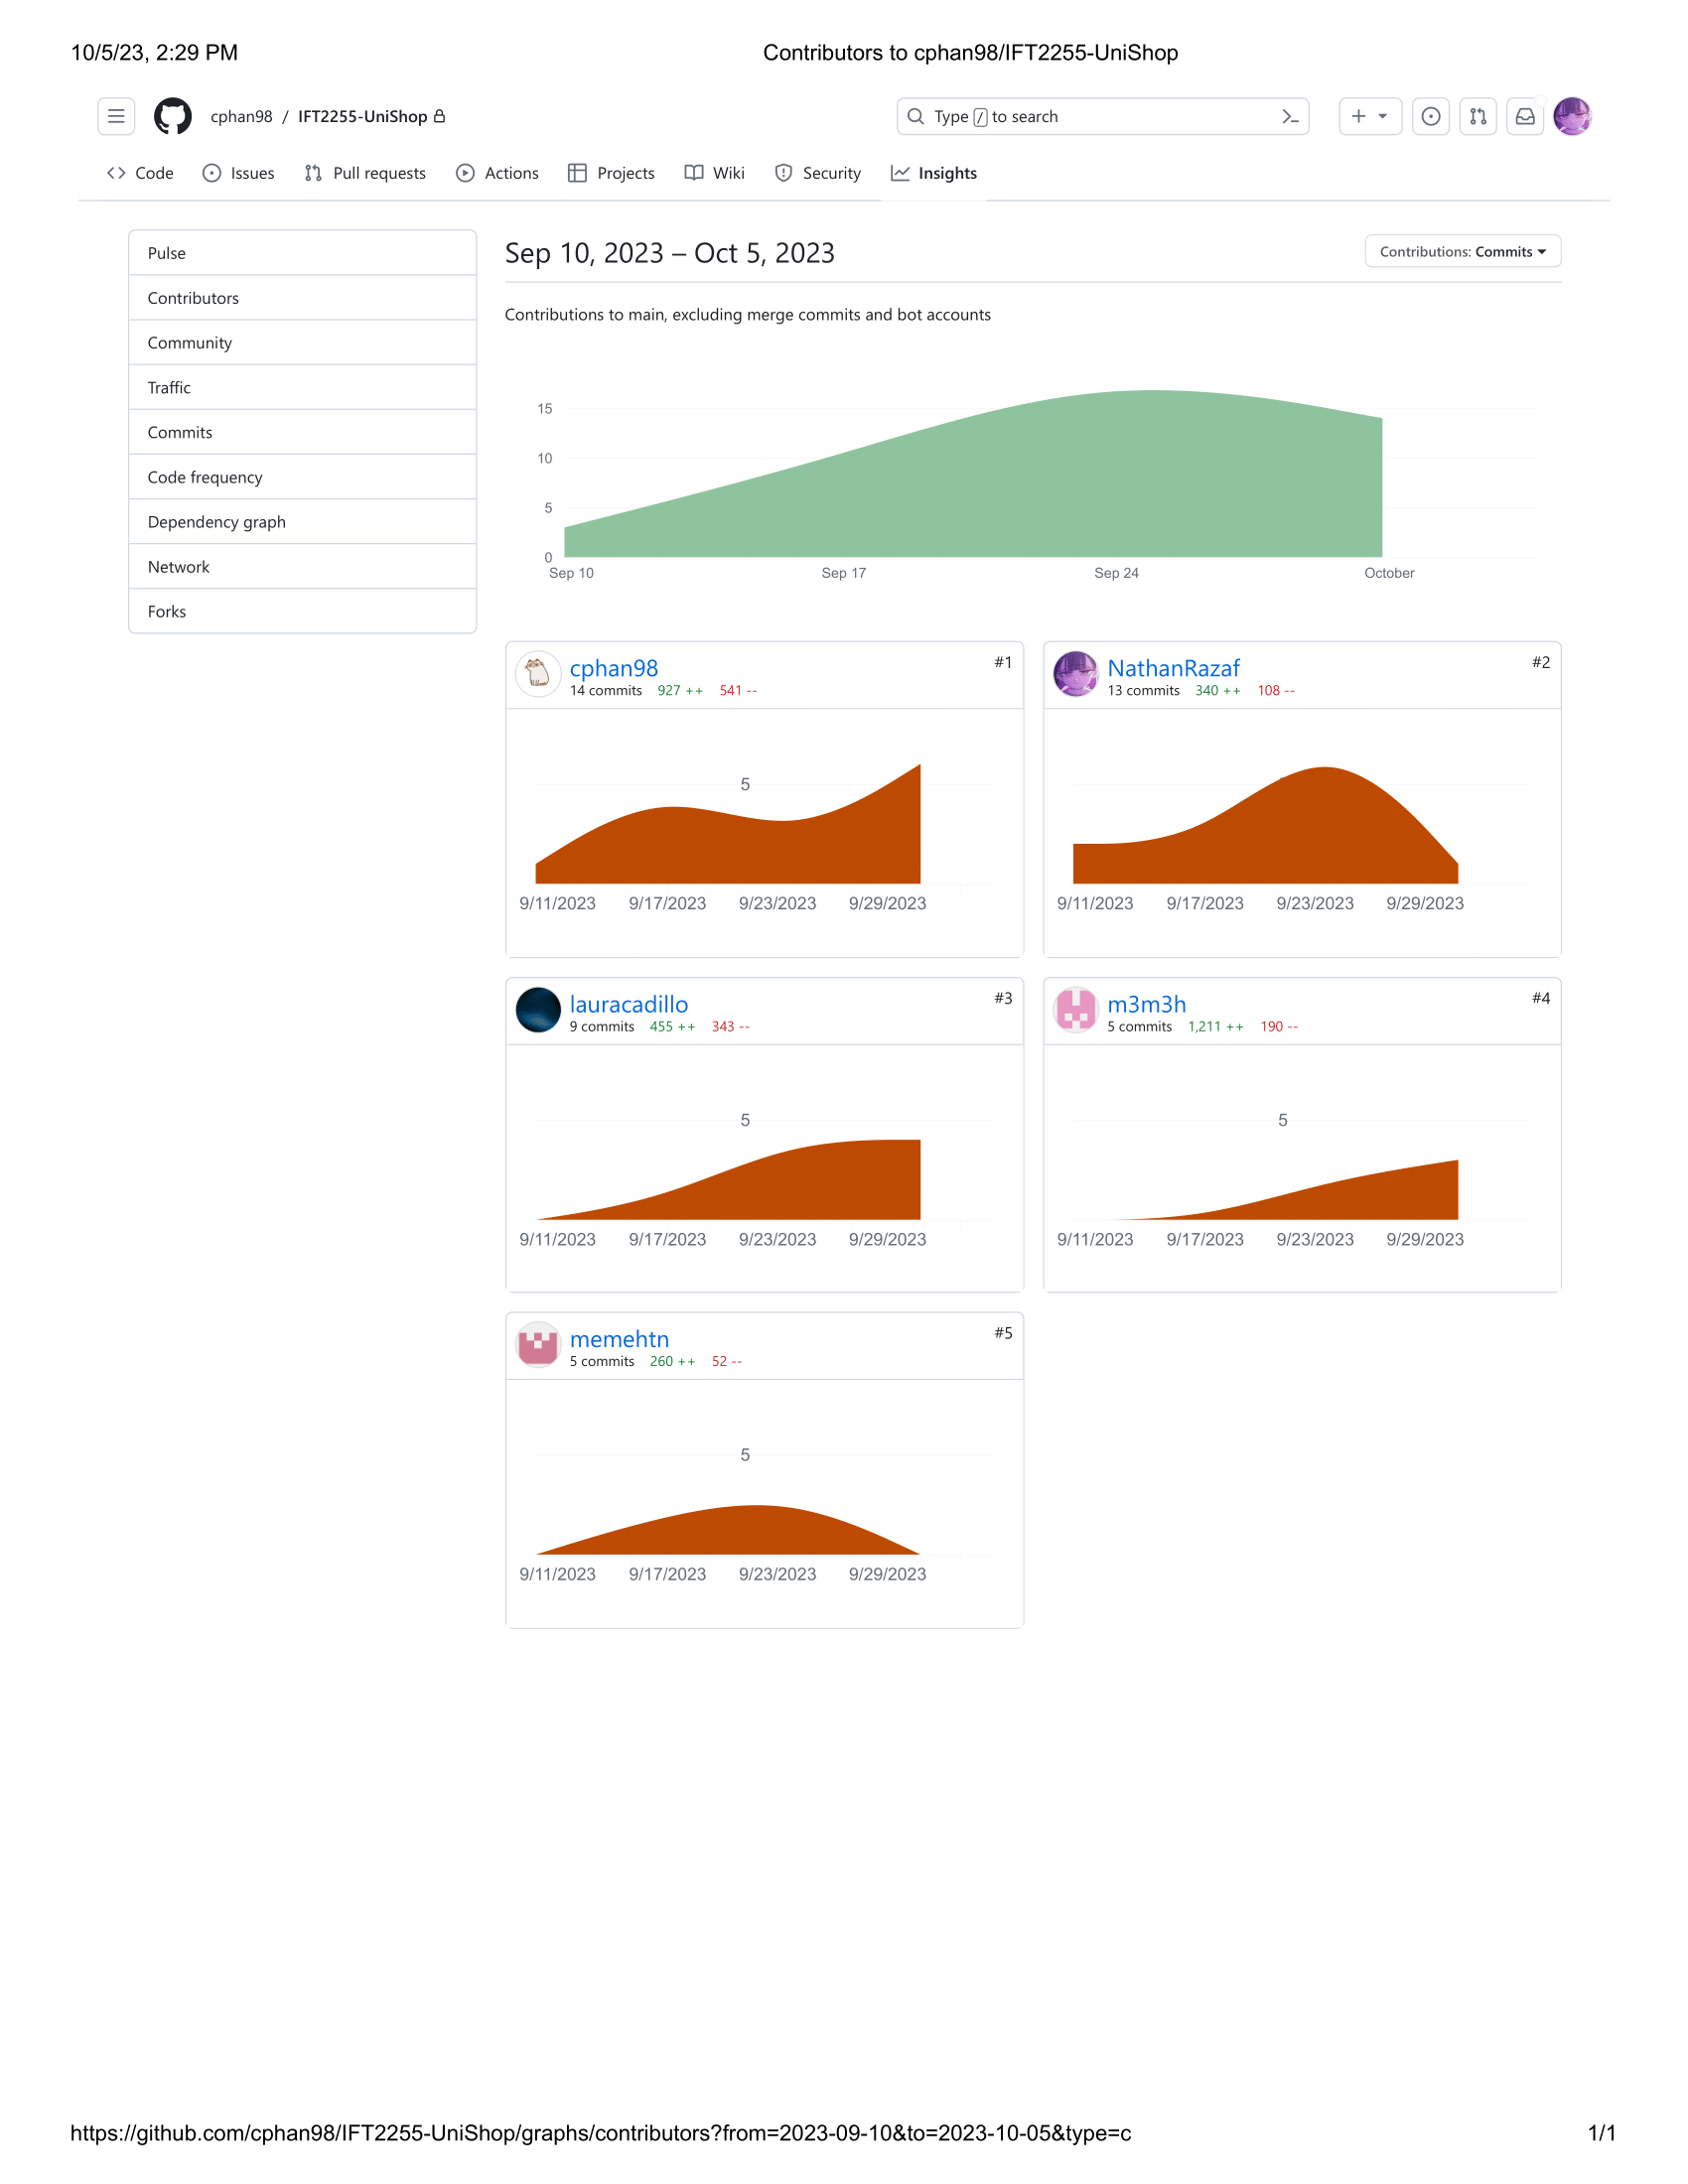 10/5/23, 2:29 PM Contributors to cphan98/IFT2255-UniShop
cphan98 / IFT2255-UniShop Type / to search
Code Issues Pull requests Actions Projects Wiki Security Insights
Pulse
Contributors
Community
Traffic
Commits
Code frequency
Dependency graph
Network
Forks
Sep 10, 2023 – Oct 5, 2023 Contributions: Commits
Contributions to main, excluding merge commits and bot accounts
15
10
5
0
Sep 10 Sep 17 Sep 24 October
cphan98 #1
14 commits 927 ++ 541 --
5
9/11/2023 9/17/2023 9/23/2023 9/29/2023
NathanRazaf #2
13 commits 340 ++ 108 --
9/11/2023 9/17/2023 9/23/2023 9/29/2023
lauracadillo #3
9 commits 455 ++ 343 --
5
9/11/2023 9/17/2023 9/23/2023 9/29/2023
m3m3h #4
5 commits 1,211 ++ 190 --
5
9/11/2023 9/17/2023 9/23/2023 9/29/2023
memehtn #5
5 commits 260 ++ 52 --
5
9/11/2023 9/17/2023 9/23/2023 9/29/2023
https://github.com/cphan98/IFT2255-UniShop/graphs/contributors?from=2023-09-10&to=2023-10-05&type=c 1/1